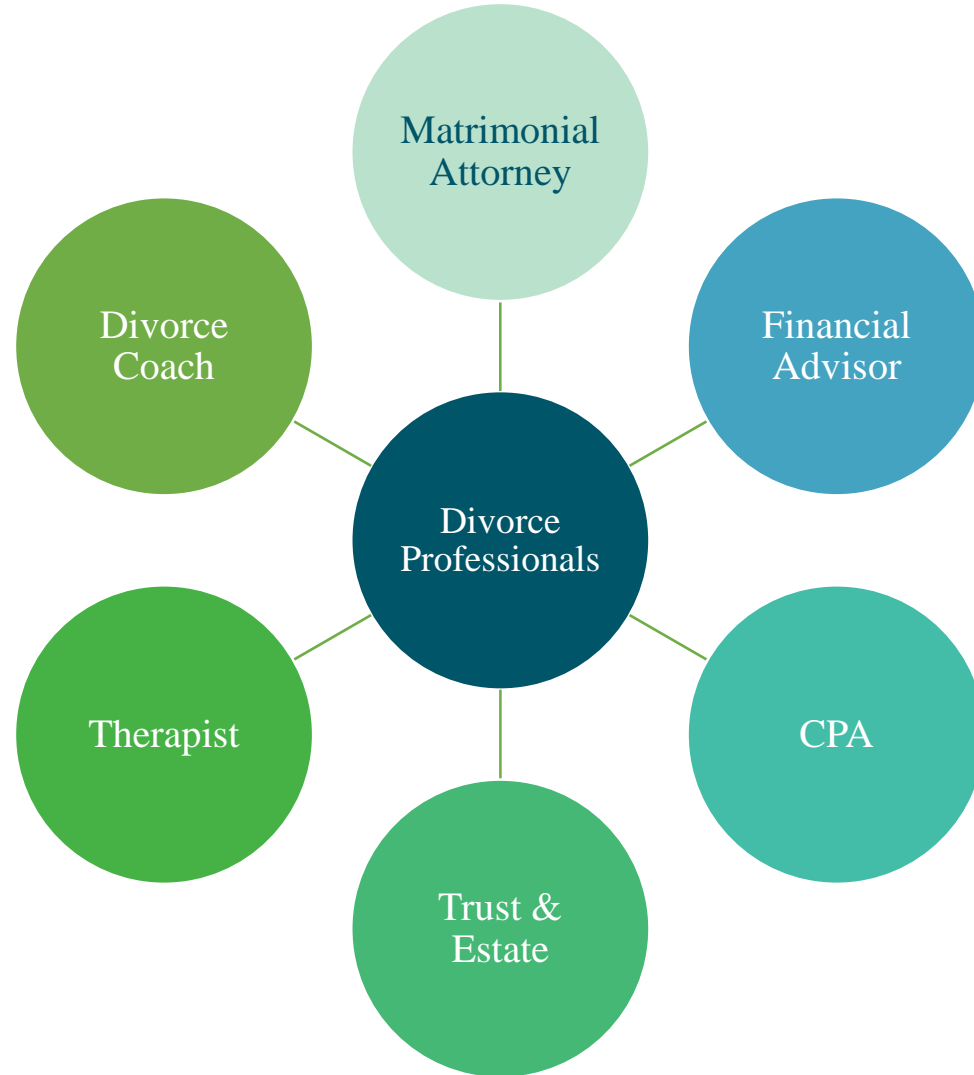 Matrimonial
Attorney
Divorce
Coach
Financial
Advisor
Divorce
Professionals
Therapist
CPA
Trust &
Estate